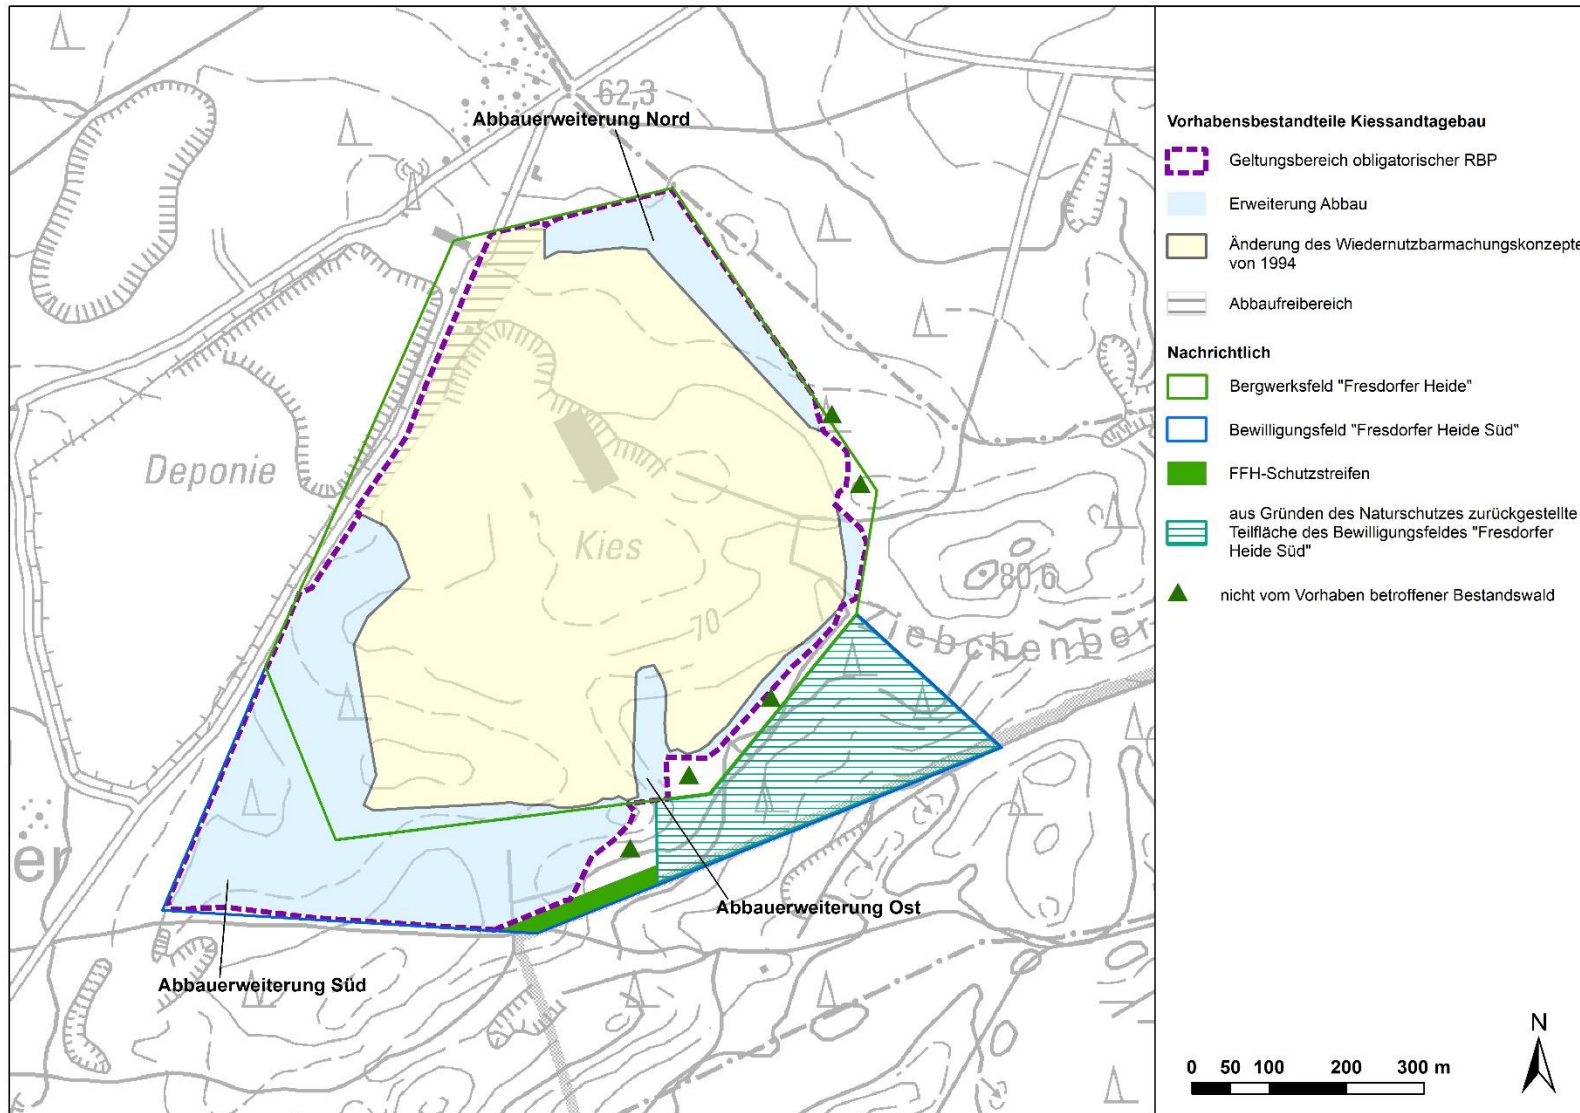 62,3
Abbauerweiterung Nord
Deponie
Kies
80,6
70
iebchenber
er
Abbauerweiterung Ost
Abbauerweiterung Süd
Vorhabensbestandteile Kiessandtagebau
Geltungsbereich obligatorischer RBP
Erweiterung Abbau
Änderung des Wiedernutzbarmachungskonzepte
von 1994
Abbaufreibereich
Nachrichtlich
Bergwerksfeld "Fresdorfer Heide"
Bewilligungsfeld "Fresdorfer Heide Süd"
FFH-Schutzstreifen
aus Gründen des Naturschutzes zurückgestellte
Teilfläche des Bewilligungsfeldes "Fresdorfer
Heide Süd"
nicht vom Vorhaben betroffener Bestandswald
N
0 50 100 200 300 m